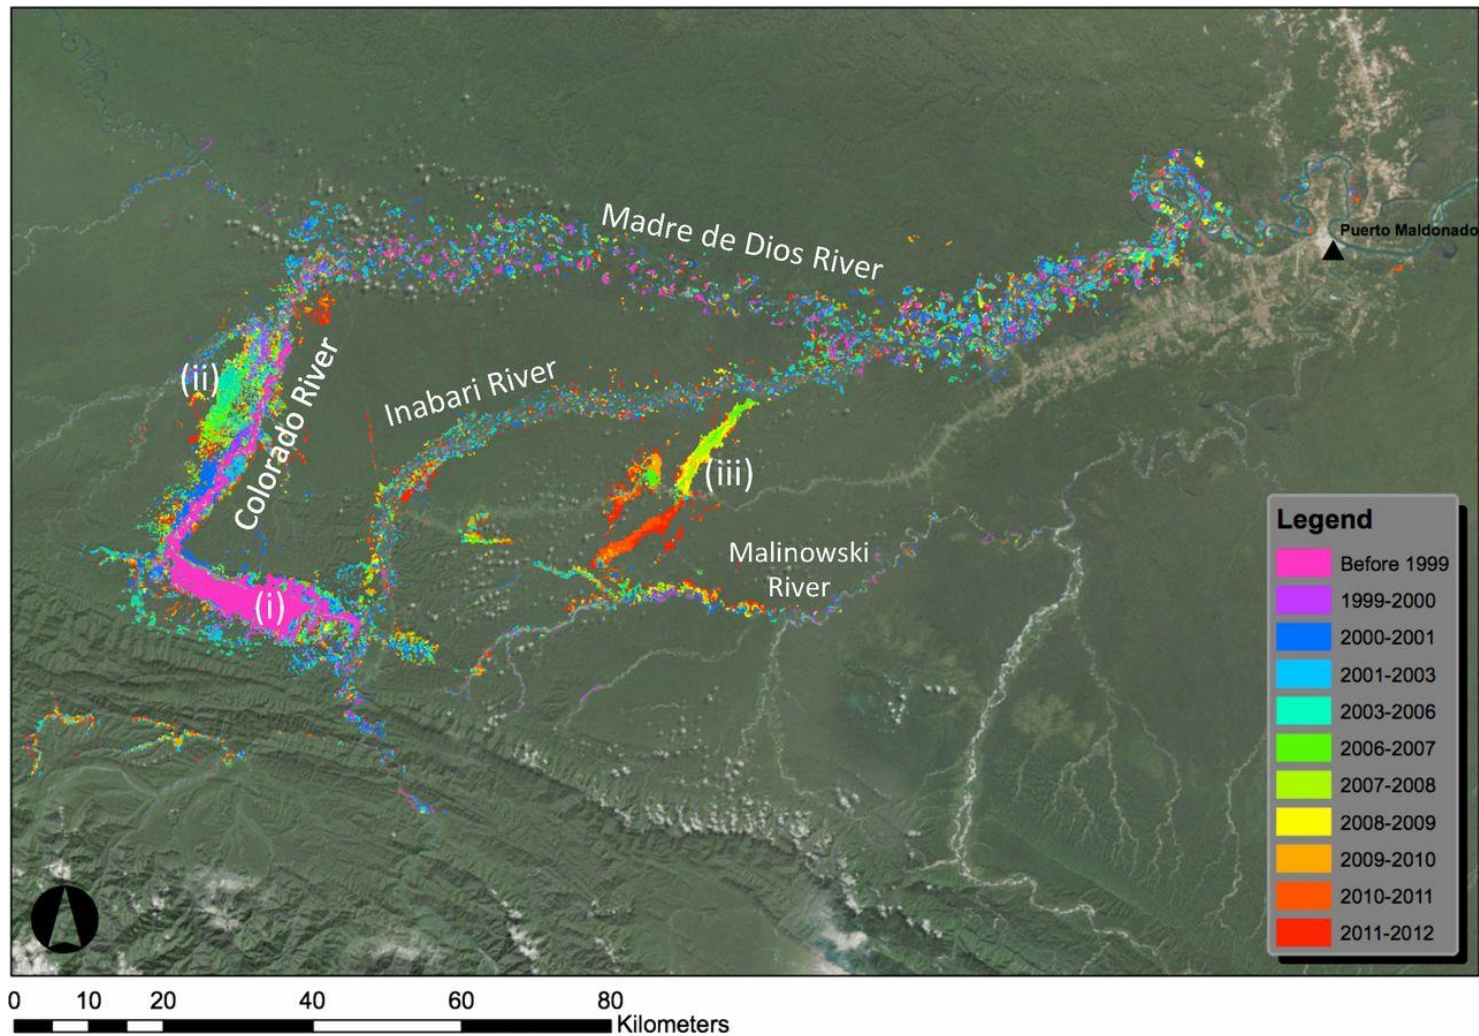 Madre de Dios River
Puerto Maldonado
(ii)
Colorado River
Inabari River
(iii)
Malinowski
River
(i)
Legend
Before 1999
1999-2000
2000-2001
2001-2003
2003-2006
2006-2007
2007-2008
2008-2009
2009-2010
2010-2011
2011-2012
0 10 20 40 60 80
Kilometers